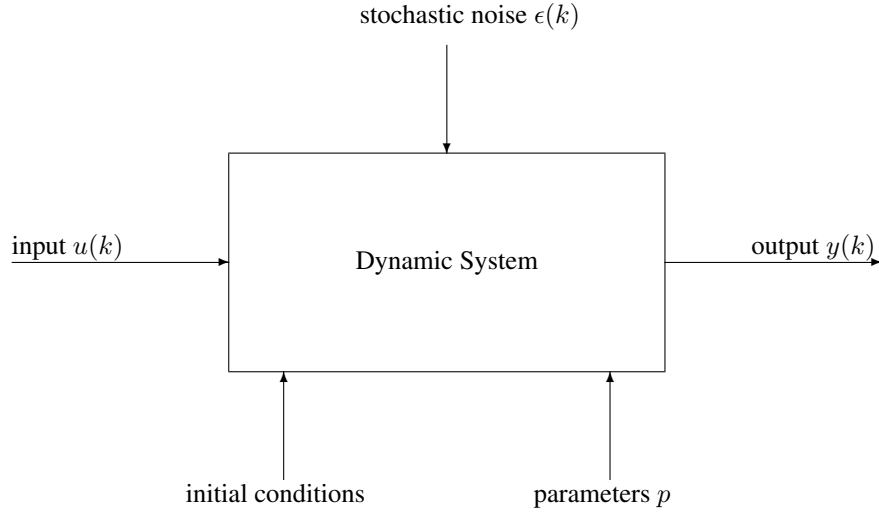 stochastic noise ϵ(k)
input u(k)
Dynamic System
output y(k)
initial conditions
parameters p